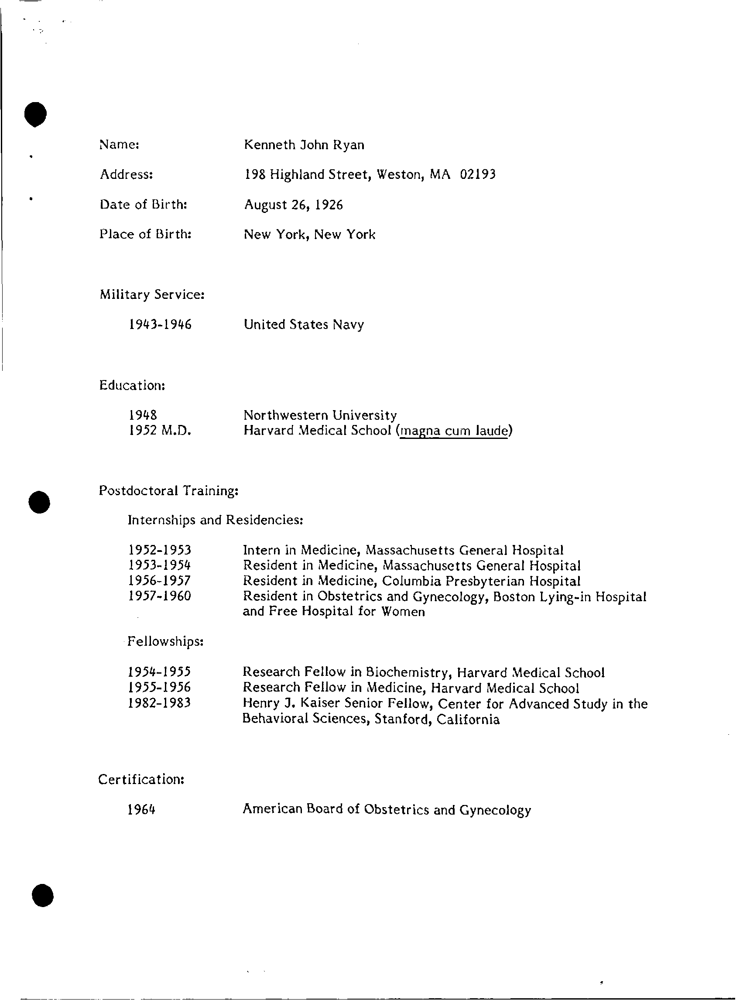 Name: Kenneth John Ryan
Address: 198 Highland Street, Weston, MA 02193
Date of Birth: August 26, 1926
Place of Birth: New York, New York
Military Service:
1943-1946 United States Navy
Education:
1948 Northwestern University
1952 M.D. Harvard Medical School (magna cum laude)
Postdoctoral Training:
Internships and Residencies:
1952-1953 Intern in Medicine, Massachusetts General Hospital
1953-1954 Resident in Medicine, Massachusetts General Hospital
1956-1957 Resident in Medicine, Columbia Presbyterian Hospital
1957-1960 Resident in Obstetrics and Gynecology, Boston Lying-in Hospital
and Free Hospital for Women
Fellowships:
1954-1955 Research Fellow in Biochemistry, Harvard Medical School
1955-1956 Research Fellow in Medicine, Harvard Medical School
1982-1983 Henry J. Kaiser Senior Fellow, Center for Advanced Study in the
Behavioral Sciences, Stanford, California
Certification:
1964 American Board of Obstetrics and Gynecology